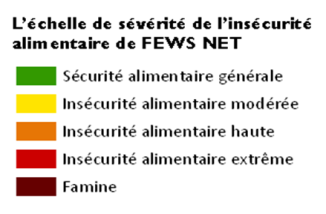 L'échelle de sévérité de l'insécurité
alimentaire de FEWS NET
Sécurité alimentaire générale
Insécurité alimentaire modérée
Insécurité alimentaire haute
Insécurité alimentaire extrême
Famine